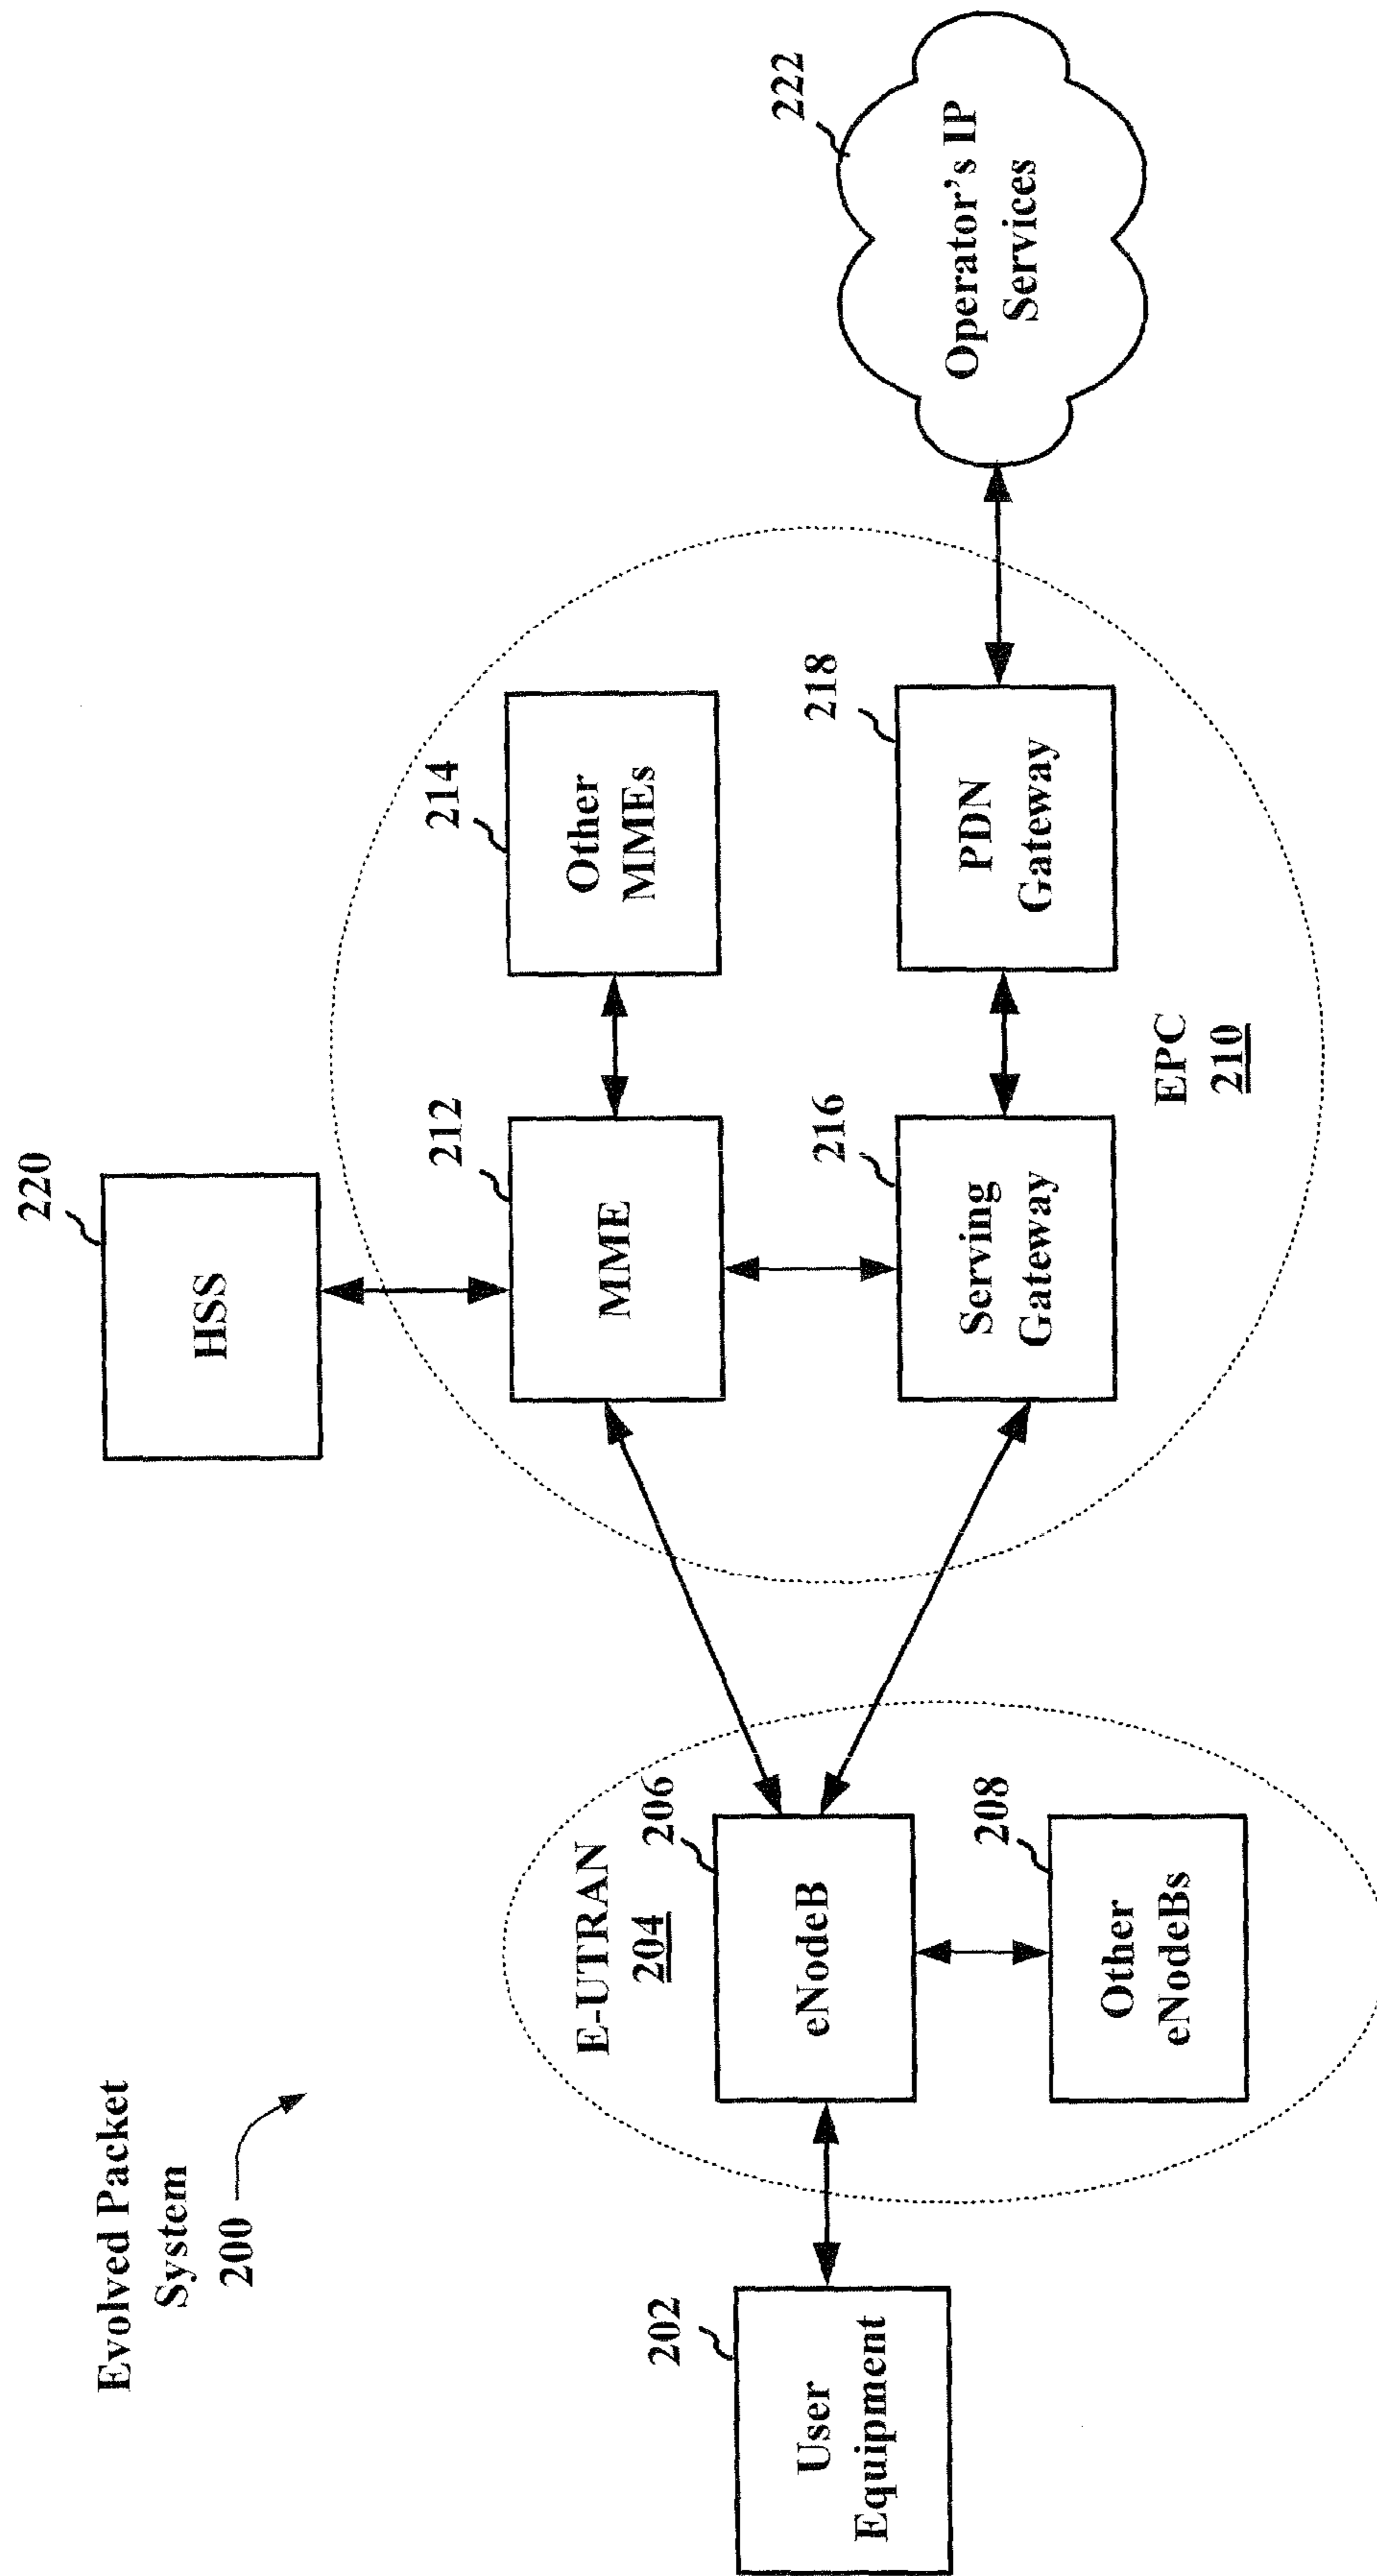 Evolved Packet
System
200
220
HSS
E-UTRAN
204
206
eNodeB
208
Other
eNodeBs
202
User
Equipment
212
MME
214
Other
MMEs
216
Serving
Gateway
218
PDN
Gateway
EPC
210
222
Operator's IP
Services